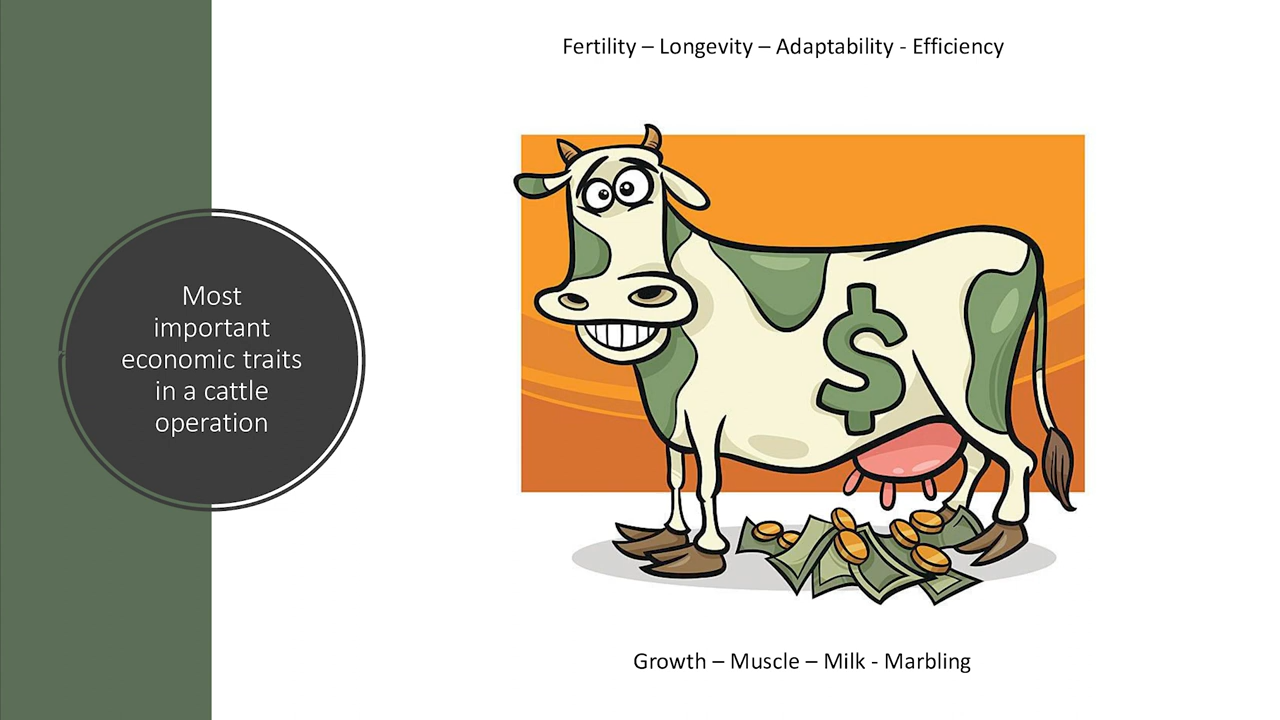 Fertility – Longevity – Adaptability - Efficiency
Most
important
economic traits
in a cattle
operation
$
Growth – Muscle – Milk - Marbling